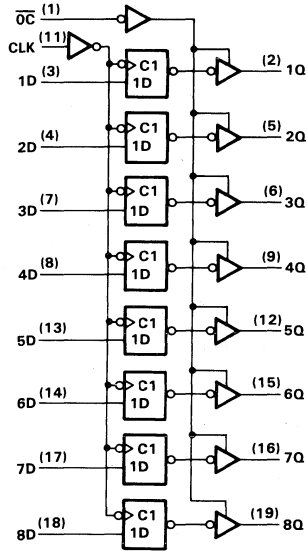 OC (1)
CLK (11)
C1 (2)
1D (3) 1D 1Q
C1 (5)
2D (4) 1D 2Q
C1 (6)
3D (7) 1D 3Q
C1 (9)
4D (8) 1D 4Q
C1 (12)
5D (13) 1D 5Q
C1 (15)
6D (14) 1D 6Q
C1 (16)
7D (17) 1D 7Q
C1 (19)
8D (18) 1D 8Q